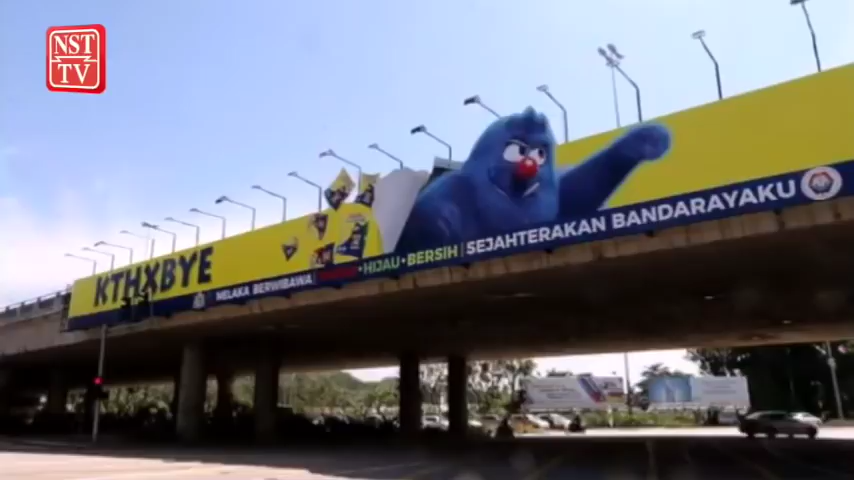 NST
TV
KTHXBYE
MELAKA BERWIBAWA
•HIJAU•BERSIH
SEJAHTERAKAN BANDARAYAKU